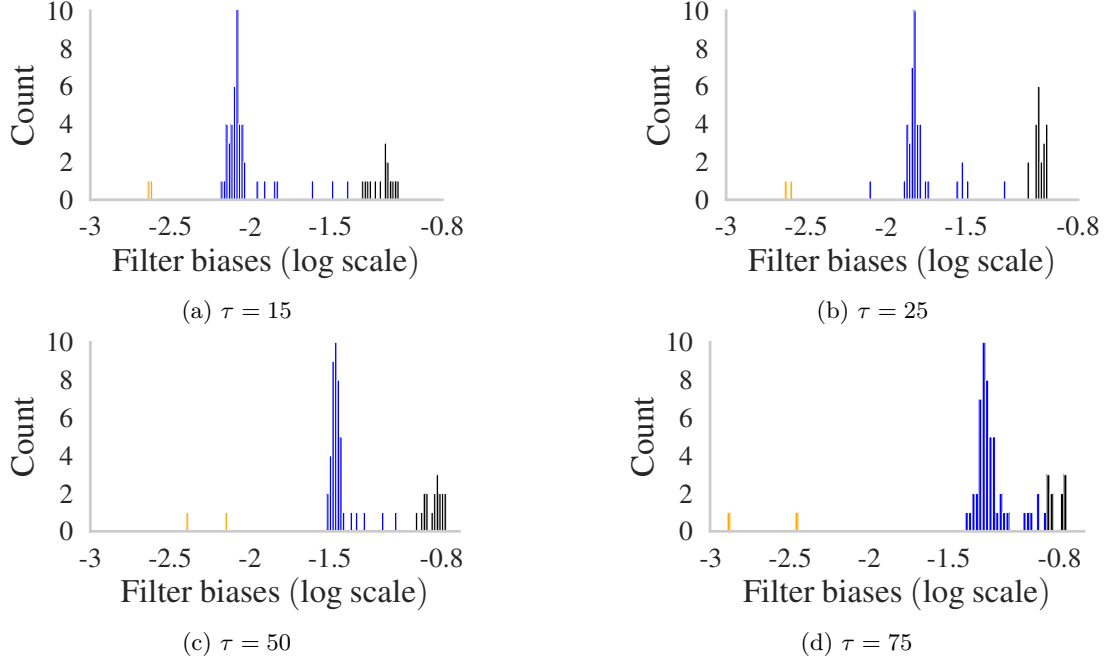 10
8
6
4
2
0
Count
-3 -2.5 -2 -1.5 -0.8
Filter biases (log scale)
(a) τ = 15
10
8
6
4
2
0
Count
-3 -2.5 -2 -1.5 -0.8
Filter biases (log scale)
(b) τ = 25
10
8
6
4
2
0
Count
-3 -2.5 -2 -1.5 -0.8
Filter biases (log scale)
(c) τ = 50
10
8
6
4
2
0
Count
-3 -2.5 -2 -1.5 -0.8
Filter biases (log scale)
(d) τ = 75